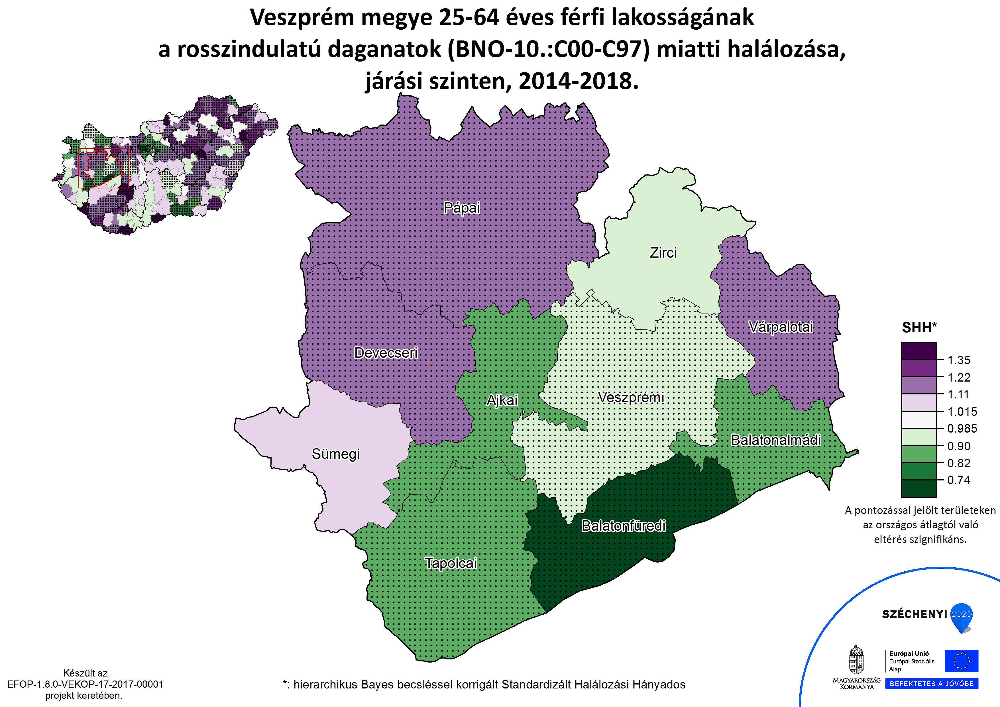 Veszprém megye 25-64 éves férfi lakosságának
a rosszindulatú daganatok (BNO-10.:C00-C97) miatti halálozása,
járási szinten, 2014-2018.
Pápai
Zirci
Várpalotai
Devecseri
Ajkai
Veszprémi
Balatonalmádi
Sümegi
Balatonfüredi
Tapolcai
SHH*
1.35
1.22
1.11
1.015
0.985
0.90
0.82
0.74
A pontozással jelölt területeken
az országos átlagtól való
eltérés szignifikáns.
SZÉCHENYI 2020
MAGYARORSZÁG
KORMÁNYA
Európai Unió
Európai Szociális
Alap
BEFEKTETÉS A JÖVŐBE
Készült az
EFOP-1.8.0-VEKOP-17-2017-00001
projekt keretében.
*: hierarchikus Bayes becsléssel korrigált Standardizált Halálozási Hányados